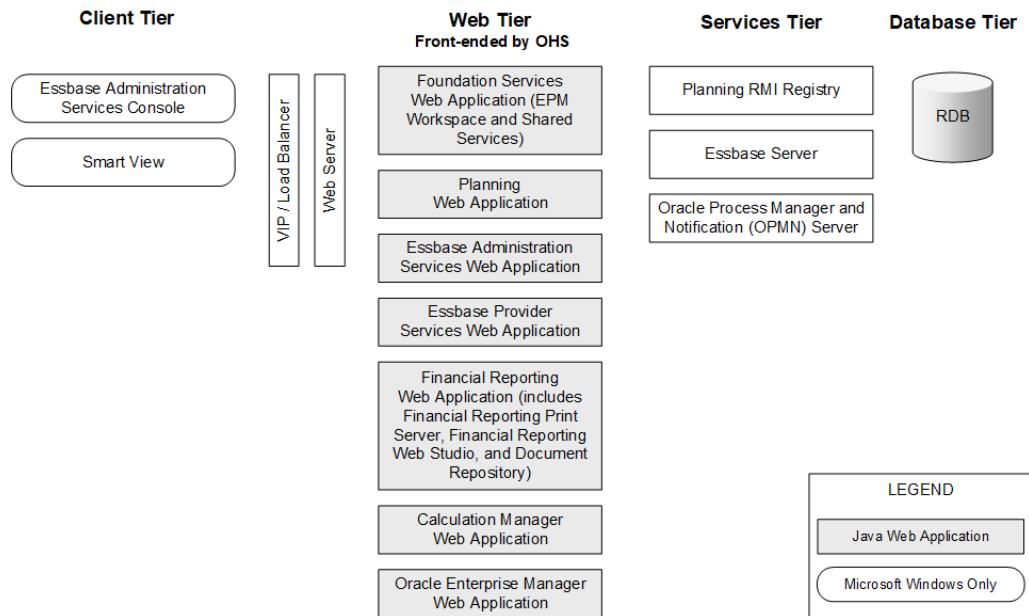 Client Tier
Essbase Administration
Services Console
Smart View
VIP / Load Balancer
Web Server
Web Tier
Front-ended by OHS
Foundation Services
Web Application (EPM
Workspace and Shared
Services)
Planning
Web Application
Essbase Administration
Services Web Application
Essbase Provider
Services Web Application
Financial Reporting
Web Application (includes
Financial Reporting Print
Server, Financial Reporting
Web Studio, and Document
Repository)
Calculation Manager
Web Application
Oracle Enterprise Manager
Web Application
Services Tier
Planning RMI Registry
Essbase Server
Oracle Process Manager and
Notification (OPMN) Server
Database Tier
RDB
LEGEND
Java Web Application
Microsoft Windows Only